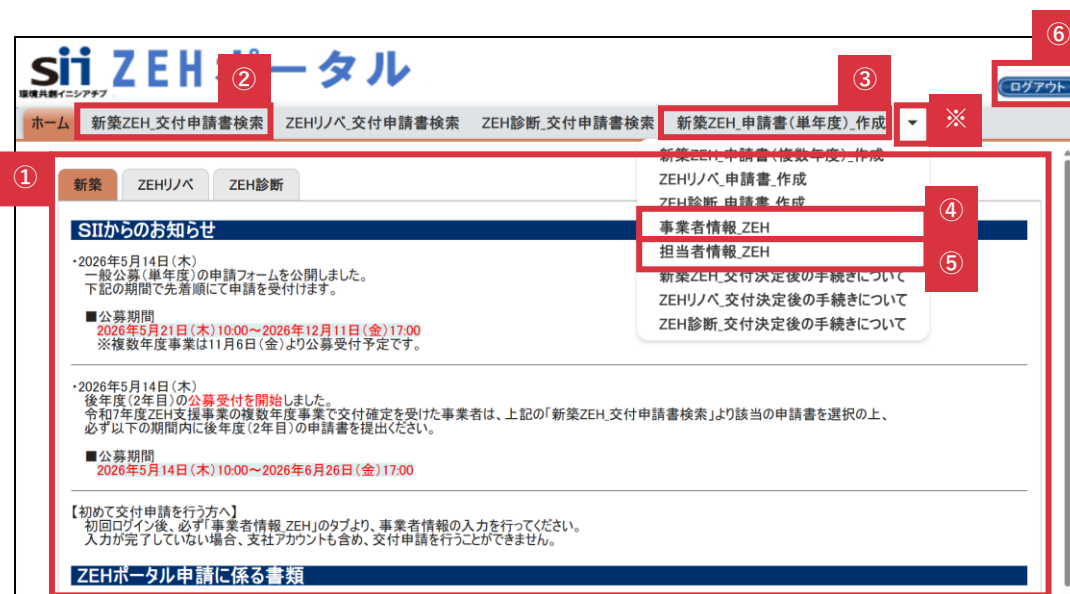 ⑥
sii ZEHポータル
環境共創イニシアチブ
②
③
ログアウト
ホーム 新築ZEH_交付申請書検索 ZEHリノベ_交付申請書検索 ZEH診断_交付申請書検索 新築ZEH_申請書(単年度)_作成 ▼ ※
新築ZEH_申請書(複数年度)_作成
ZEHリノベ_申請書_作成
ZEH診断_申請書_作成
④
事業者情報_ZEH
担当者情報_ZEH
⑤
新築ZEH_交付決定後の手続きについて
ZEHリノベ_交付決定後の手続きについて
ZEH診断_交付決定後の手続きについて
①
新築 ZEHリノベ ZEH診断
SIIからのお知らせ
・2026年5月14日(木)
一般公募(単年度)の申請フォームを公開しました。
下記の期間で先着順にて申請を受付けます。
■公募期間
2026年5月21日(木)10:00～2026年12月11日(金)17:00
※複数年度事業は11月6日(金)より公募受付予定です。
・2026年5月14日(木)
後年度(2年目)の公募受付を開始しました。
令和7年度ZEH支援事業の複数年度事業で交付確定を受けた事業者は、上記の「新築ZEH_交付申請書検索」より該当の申請書を選択の上、
必ず以下の期間内に後年度(2年目)の申請書を提出ください。
■公募期間
2026年5月14日(木)10:00～2026年6月26日(金)17:00
【初めて交付申請を行う方へ】
初回ログイン後、必ず「事業者情報_ZEH」のタブより、事業者情報の入力を行ってください。
入力が完了していない場合、支社アカウントも含め、交付申請を行うことができません。
ZEHポータル申請に係る書類